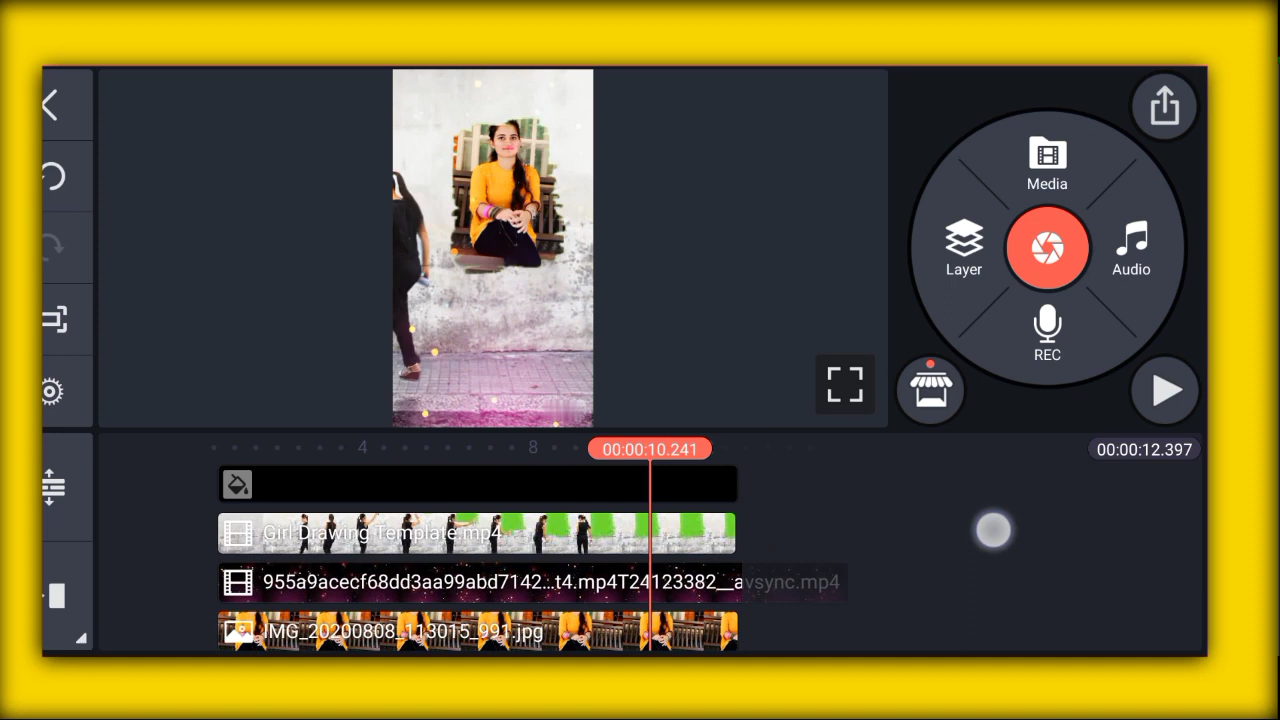 Media
Layer
Audio
REC
4
8
00:00:10.241
00:00:12.397
Girl Drawing Template.mp4
955a9acecf68dd3aa99abd7142...t4.mp4T24123382__avsync.mp4
IMG_20200808_113015_991.jpg